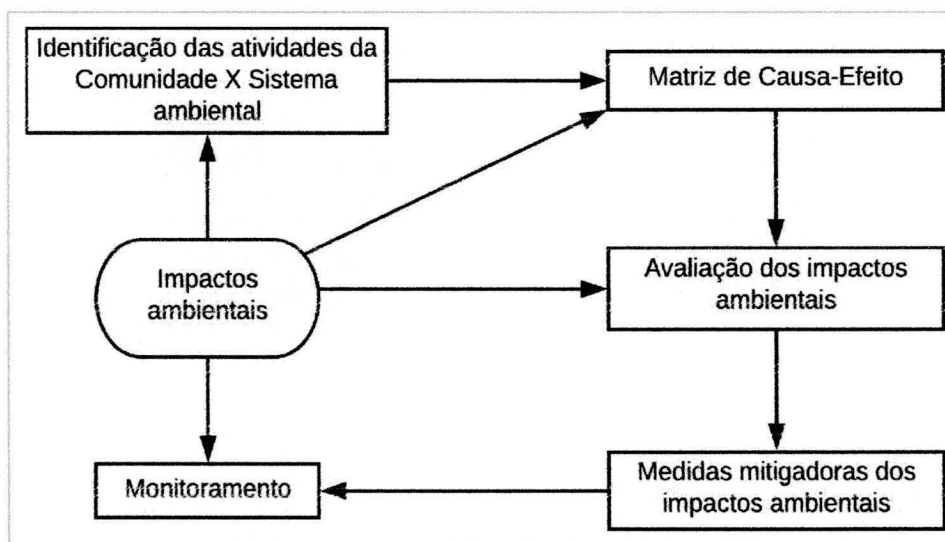 Identificação das atividades da
Comunidade X Sistema
ambiental
Matriz de Causa-Efeito
Impactos
ambientais
Avaliação dos impactos
ambientais
Monitoramento
Medidas mitigadoras dos
impactos ambientais